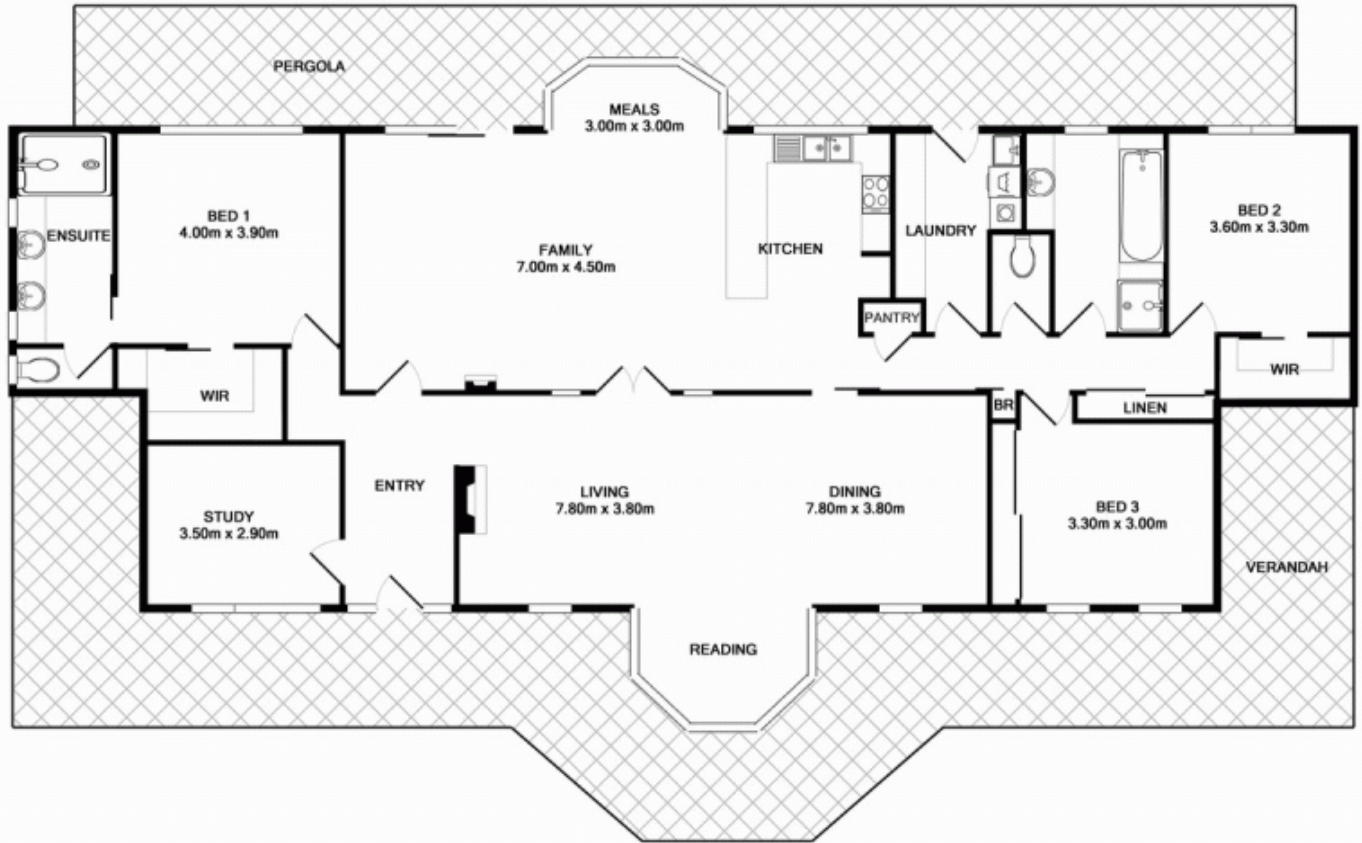 PERGOLA
MEALS
3.00m x 3.00m
BED 1
4.00m x 3.90m
ENSUITE
FAMILY
7.00m x 4.50m
KITCHEN
LAUNDRY
BED 2
3.60m x 3.30m
PANTRY
WIR
WIR
BR
LINEN
ENTRY
LIVING
7.80m x 3.80m
DINING
7.80m x 3.80m
STUDY
3.50m x 2.90m
BED 3
3.30m x 3.00m
VERANDAH
READING